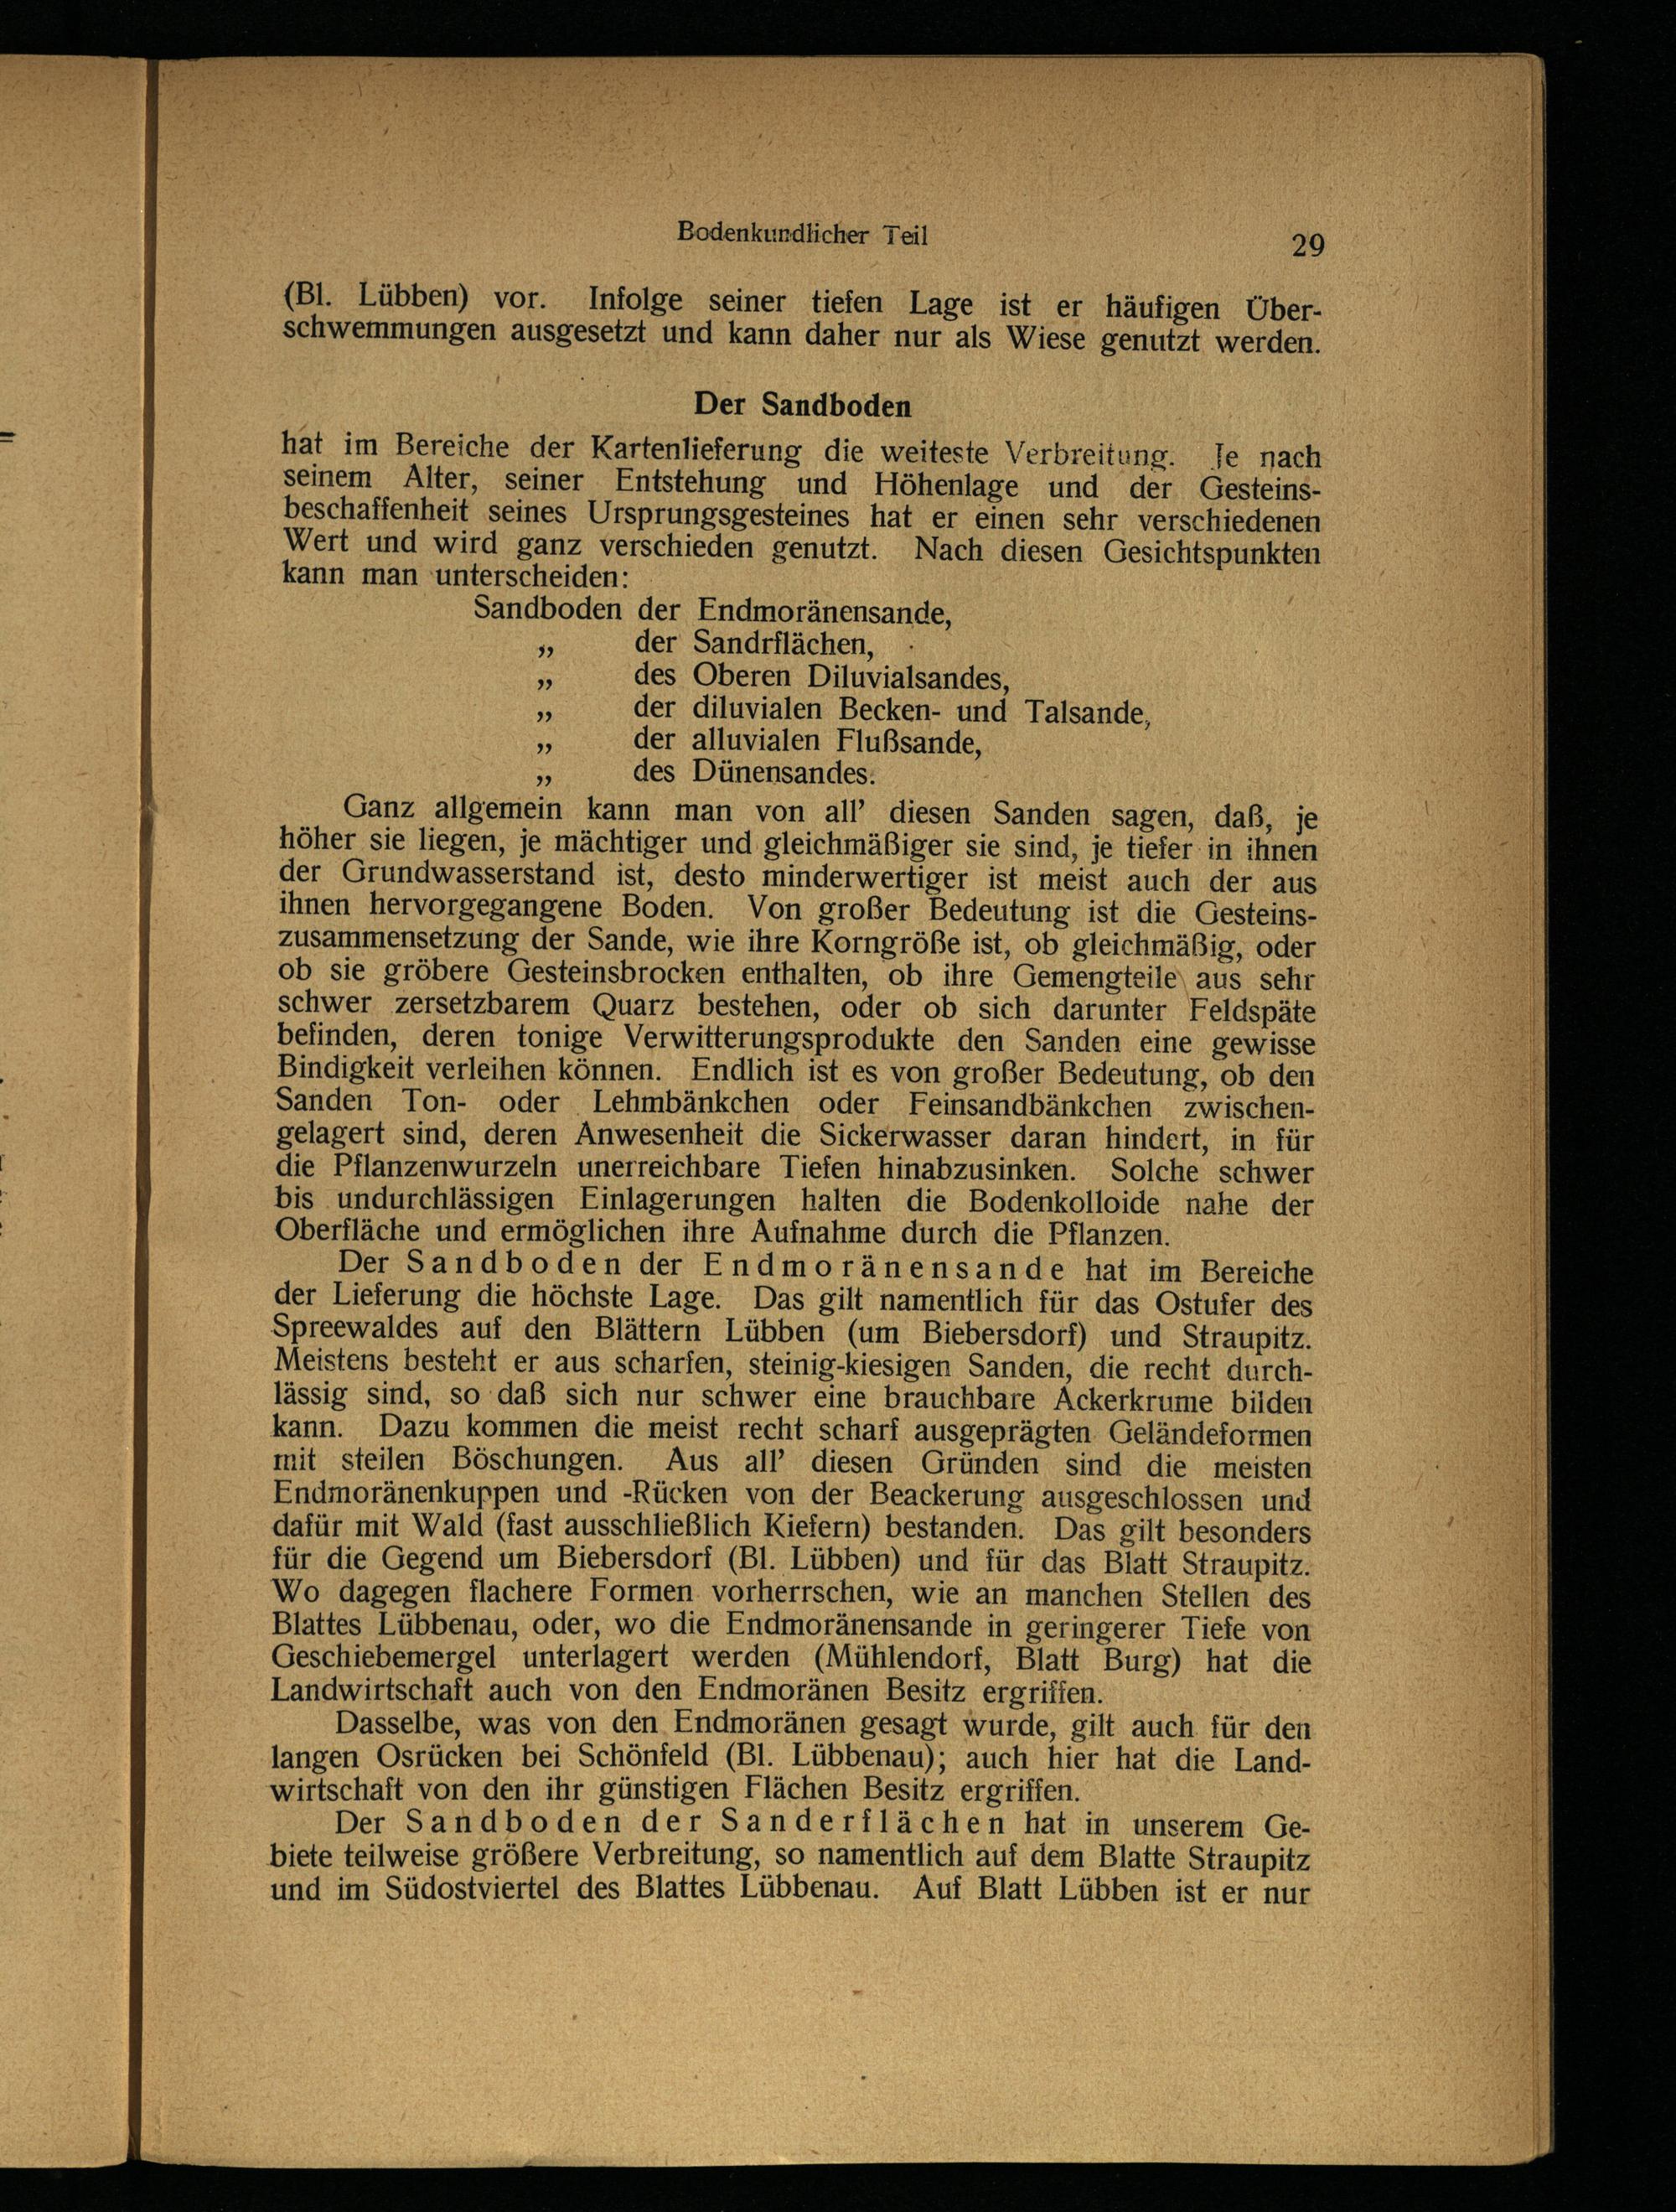 Bodenkundlicher Teil
29
(Bl. Lübben) vor. Infolge seiner tiefen Lage ist er häufigen Über-
schwemmungen ausgesetzt und kann daher nur als Wiese genutzt werden.
Der Sandboden
hat im Bereiche der Kartenlieferung die weiteste Verbreitung. Je nach
seinem Alter, seiner Entstehung und Höhenlage und der Gesteins-
beschaffenheit seines Ursprungsgesteines hat er einen sehr verschiedenen
Wert und wird ganz verschieden genutzt. Nach diesen Gesichtspunkten
kann man unterscheiden:
Sandboden der Endmoränensande,
„ der Sandrflächen,
„ des Oberen Diluvialsandes,
„ der diluvialen Becken- und Talsande,
„ der alluvialen Flußsande,
„ des Dünensandes.
Ganz allgemein kann man von all' diesen Sanden sagen, daß, je
höher sie liegen, je mächtiger und gleichmäßiger sie sind, je tiefer in ihnen
der Grundwasserstand ist, desto minderwertiger ist meist auch der aus
ihnen hervorgegangene Boden. Von großer Bedeutung ist die Gesteins-
zusammensetzung der Sande, wie ihre Korngröße ist, ob gleichmäßig, oder
ob sie gröbere Gesteinsbrocken enthalten, ob ihre Gemengteile aus sehr
schwer zersetzbarem Quarz bestehen, oder ob sich darunter Feldspäte
befinden, deren tonige Verwitterungsprodukte den Sanden eine gewisse
Bindigkeit verleihen können. Endlich ist es von großer Bedeutung, ob den
Sanden Ton- oder Lehmbänkchen oder Feinsandbänkchen zwischen-
gelagert sind, deren Anwesenheit die Sickerwasser daran hindert, in für
die Pflanzenwurzeln unerreichbare Tiefen hinabzusinken. Solche schwer
bis undurchlässigen Einlagerungen halten die Bodenkolloide nahe der
Oberfläche und ermöglichen ihre Aufnahme durch die Pflanzen.
Der Sandboden der Endmoränensande hat im Bereiche
der Lieferung die höchste Lage. Das gilt namentlich für das Ostufer des
Spreewaldes auf den Blättern Lübben (um Biebersdorf) und Straupitz.
Meistens besteht er aus scharfen, steinig-kiesigen Sanden, die recht durch-
lässig sind, so daß sich nur schwer eine brauchbare Ackerkrume bilden
kann. Dazu kommen die meist recht scharf ausgeprägten Geländeformen
mit steilen Böschungen. Aus all' diesen Gründen sind die meisten
Endmoränenkuppen und -Rücken von der Beackerung ausgeschlossen und
dafür mit Wald (fast ausschließlich Kiefern) bestanden. Das gilt besonders
für die Gegend um Biebersdorf (Bl. Lübben) und für das Blatt Straupitz.
Wo dagegen flachere Formen vorherrschen, wie an manchen Stellen des
Blattes Lübbenau, oder, wo die Endmoränensande in geringerer Tiefe von
Geschiebemergel unterlagert werden (Mühlendorf, Blatt Burg) hat die
Landwirtschaft auch von den Endmoränen Besitz ergriffen.
Dasselbe, was von den Endmoränen gesagt wurde, gilt auch für den
langen Osrücken bei Schönfeld (Bl. Lübbenau); auch hier hat die Land-
wirtschaft von den ihr günstigen Flächen Besitz ergriffen.
Der Sandboden der Sanderflächen hat in unserem Ge-
biete teilweise größere Verbreitung, so namentlich auf dem Blatte Straupitz
und im Südostviertel des Blattes Lübbenau. Auf Blatt Lübben ist er nur